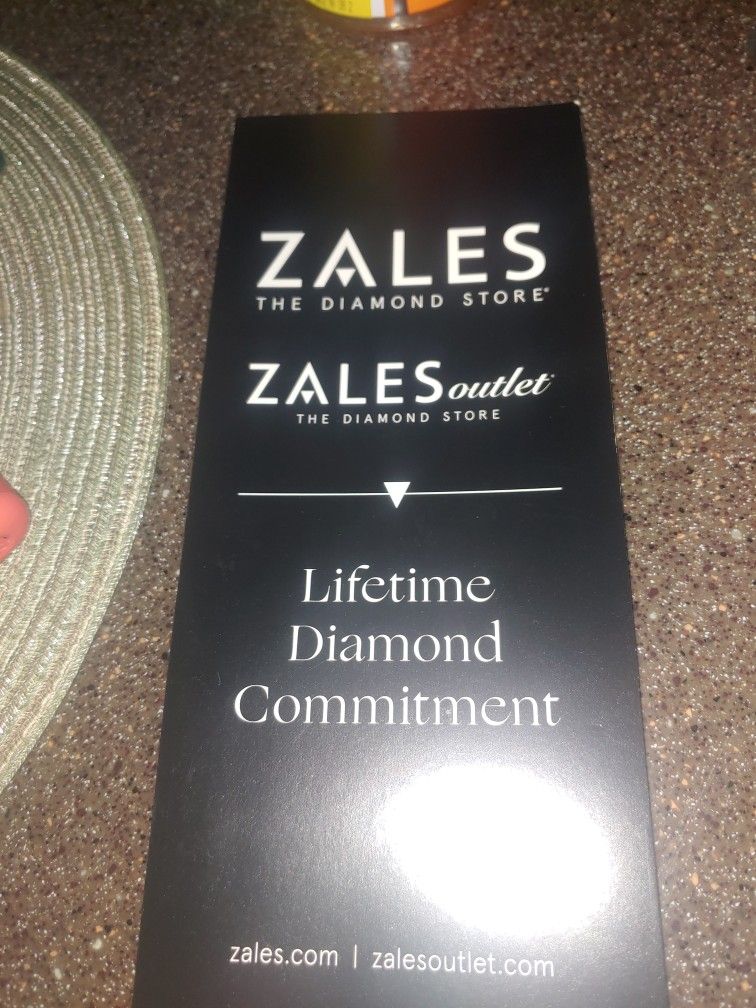 ZALES
THE DIAMOND STORE®
ZALES outlet®
THE DIAMOND STORE
Lifetime
Diamond
Commitment
zales.com | zalesoutlet.com